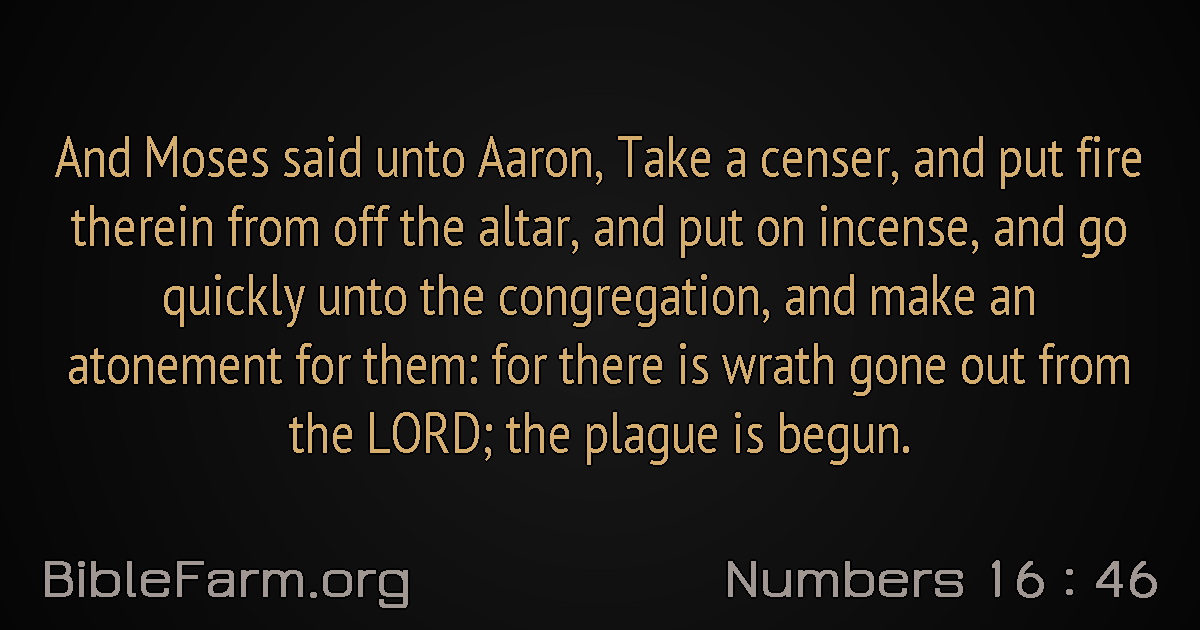 And Moses said unto Aaron, Take a censer, and put fire
therein from off the altar, and put on incense, and go
quickly unto the congregation, and make an
atonement for them: for there is wrath gone out from
the LORD; the plague is begun.
BibleFarm.org
Numbers 16 : 46